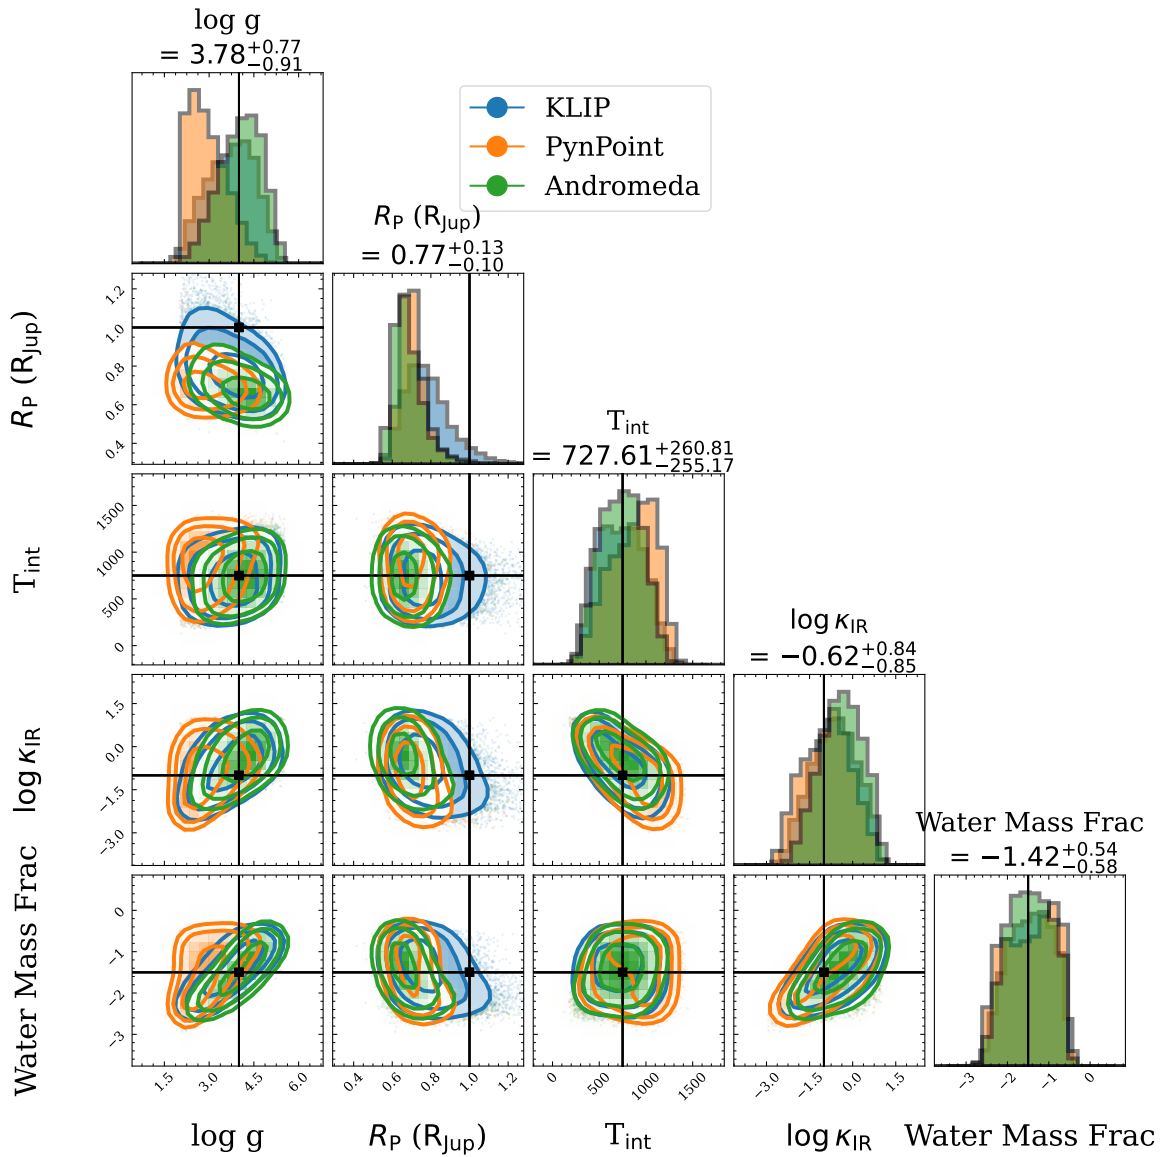 log g
= 3.78+0.77−0.91
KLIP
PynPoint
Andromeda
RP (RJup)
= 0.77+0.13−0.10
1.2
1.0
0.8
0.6
0.4
RP (RJup)
Tint
= 727.61+260.81−255.17
1500
1000
500
0
Tint
log κIR
= −0.62+0.84−0.85
1.5
0.0
−1.5
−3.0
log κIR
Water Mass Frac
= −1.42+0.54−0.58
0
−1
−2
−3
Water Mass Frac
1.5 3.0 4.5 6.0 0.4 0.6 0.8 1.0 1.2 0 500 1000 1500 −3.0 −1.5 0.0 1.5 −3 −2 −1 0
log g RP (RJup) Tint log κIR Water Mass Frac